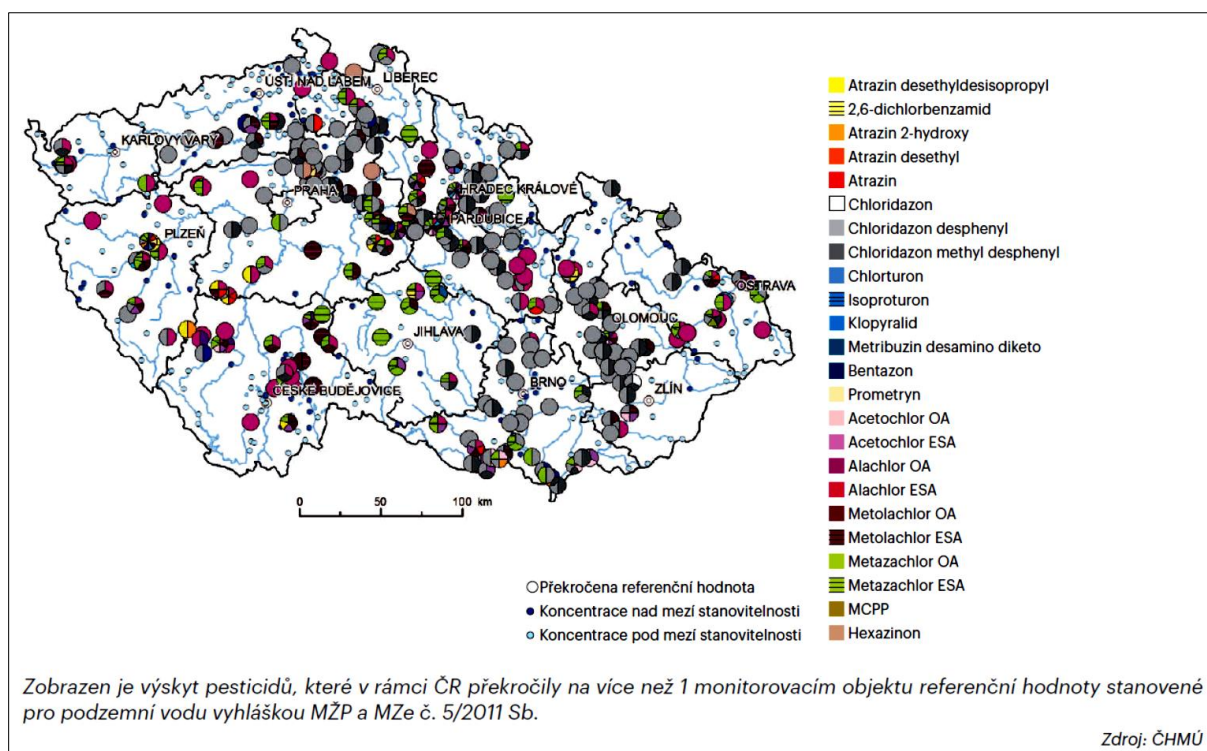 ÚSTÍ NAD LABEM
LIBEREC
KARLOVY VARY
PRAHA
HRADEC KRÁLOVÉ
PARDUBICE
PLZEŇ
OSTRAVA
OLOMOUC
JIHLAVA
BRNO
ZLÍN
ČESKÉ BUDĚJOVICE
0 50 100 km
Překročena referenční hodnota
Koncentrace nad mezí stanovitelnosti
Koncentrace pod mezí stanovitelnosti
Atrazin desethyldesisopropyl
2,6-dichlorbenzamid
Atrazin 2-hydroxy
Atrazin desethyl
Atrazin
Chloridazon
Chloridazon desphenyl
Chloridazon methyl desphenyl
Chlorturon
Isoproturon
Klopyralid
Metribuzin desamino diketo
Bentazon
Prometryn
Acetochlor OA
Acetochlor ESA
Alachlor OA
Alachlor ESA
Metolachlor OA
Metolachlor ESA
Metazachlor OA
Metazachlor ESA
MCPP
Hexazinon
Zobrazen je výskyt pesticidů, které v rámci ČR překročily na více než 1 monitorovacím objektu referenční hodnoty stanovené
pro podzemní vodu vyhláškou MŽP a MZe č. 5/2011 Sb.
Zdroj: ČHMÚ